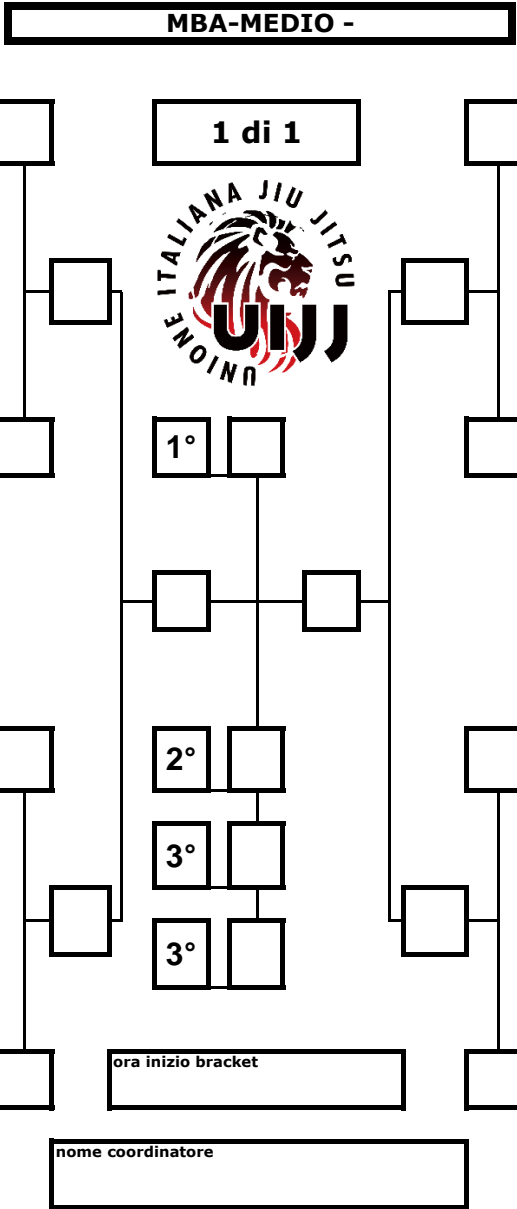 MBA-MEDIO -
1 di 1
UNIONE ITALIANA JIU JITSU
UIJJ
1°
2°
3°
3°
ora inizio bracket
nome coordinatore